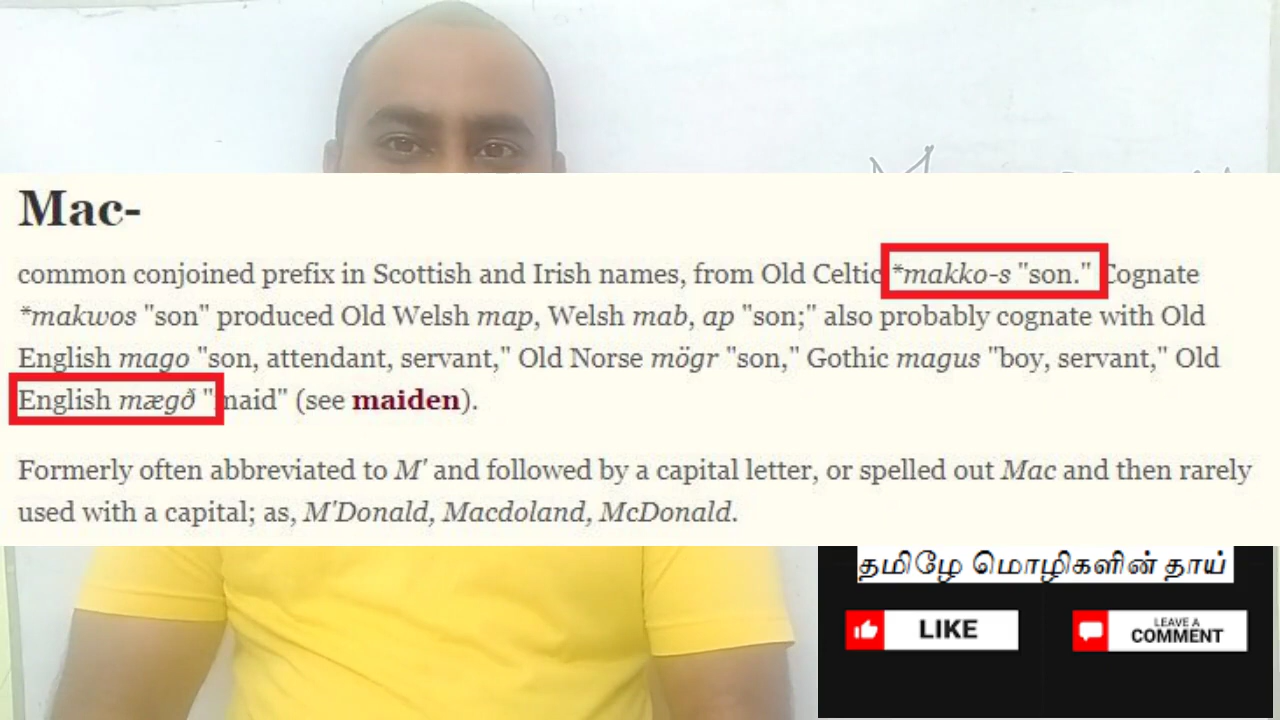 Mac-
common conjoined prefix in Scottish and Irish names, from Old Celtic *makko-s "son." Cognate
*makwos "son" produced Old Welsh map, Welsh mab, ap "son;" also probably cognate with Old
English mago "son, attendant, servant," Old Norse mögr "son," Gothic magus "boy, servant," Old
English mægð "maid" (see maiden).
Formerly often abbreviated to M' and followed by a capital letter, or spelled out Mac and then rarely
used with a capital; as, M'Donald, Macdoland, McDonald.
தமிழே மொழிகளின் தாய்
LIKE
LEAVE A
COMMENT